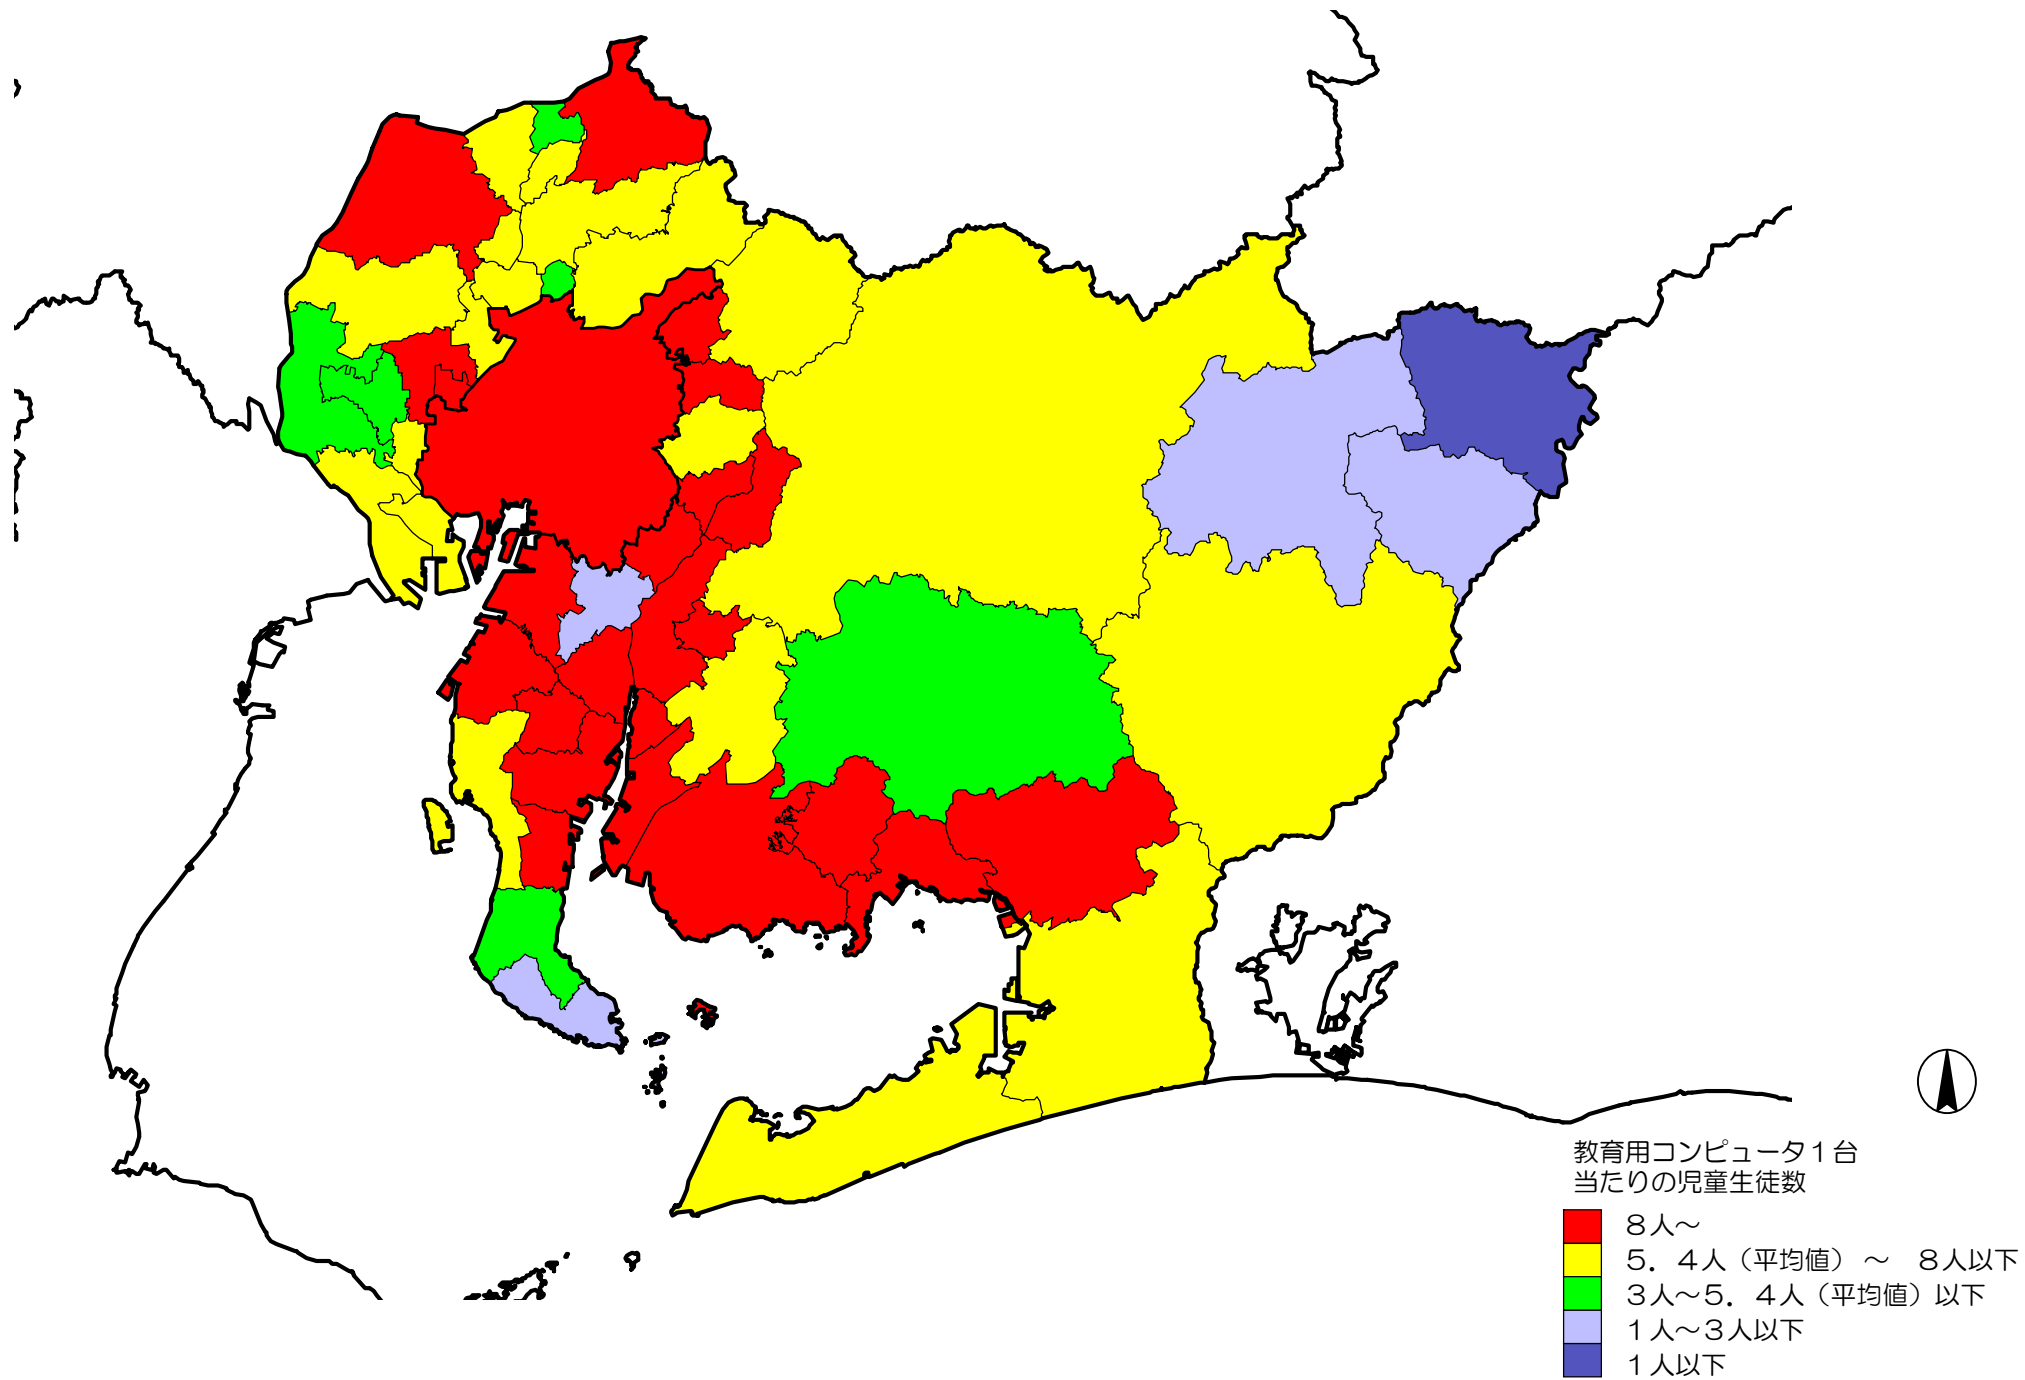 教育用コンピュータ１台
当たりの児童生徒数
８人～
５．４人（平均値）～　８人以下
３人～５．４人（平均値）以下
１人～３人以下
１人以下